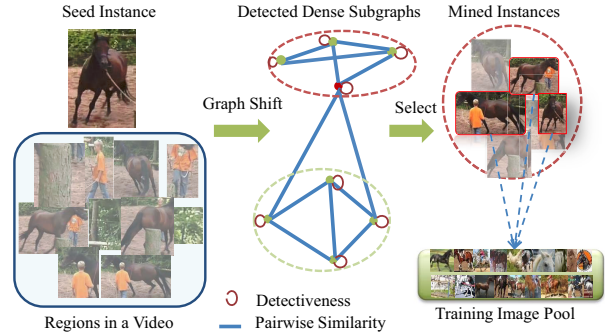 Seed Instance
Detected Dense Subgraphs
Mined Instances
Graph Shift
Select
Regions in a Video
Detectiveness
Pairwise Similarity
Training Image Pool